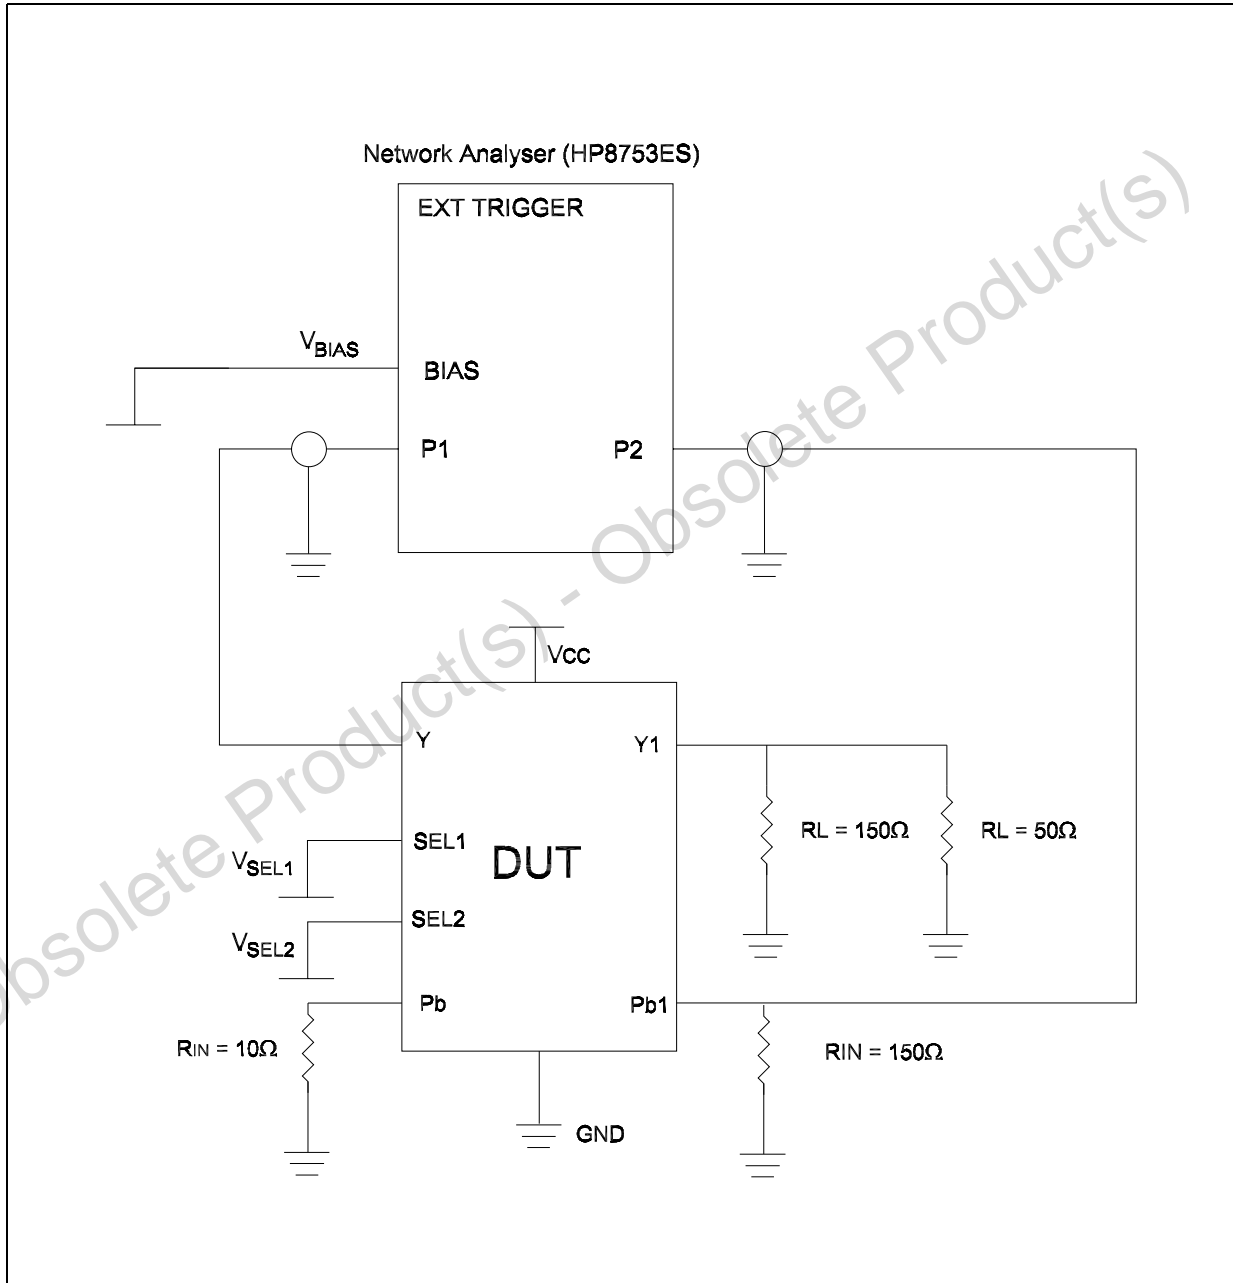 Network Analyser (HP8753ES)
EXT TRIGGER
VBIAS
BIAS
P1
P2
Vcc
Y
Y1
SEL1
RL = 150Ω
RL = 50Ω
DUT
VSEL1
SEL2
VSEL2
Pb
Pb1
RIN = 10Ω
RIN = 150Ω
GND
Obsolete Product(s) - Obsolete Product(s)